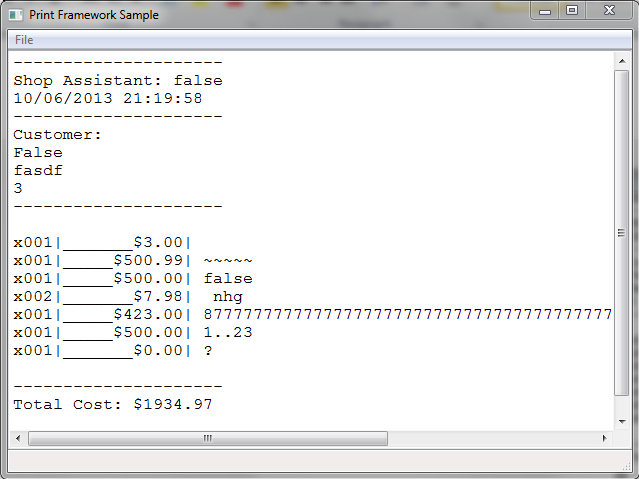 Print Framework Sample
File
---------------------
Shop Assistant: false
10/06/2013 21:19:58
---------------------
Customer:
False
fasdf
3
---------------------
x001|_______$3.00|
x001|_____$500.99| ~~~~~
x001|_____$500.00| false
x002|_______$7.98|  nhg
x001|_____$423.00| 87777777777777777777777777777777777777777
x001|_____$500.00| 1..23
x001|_______$0.00| ?
---------------------
Total Cost: $1934.97